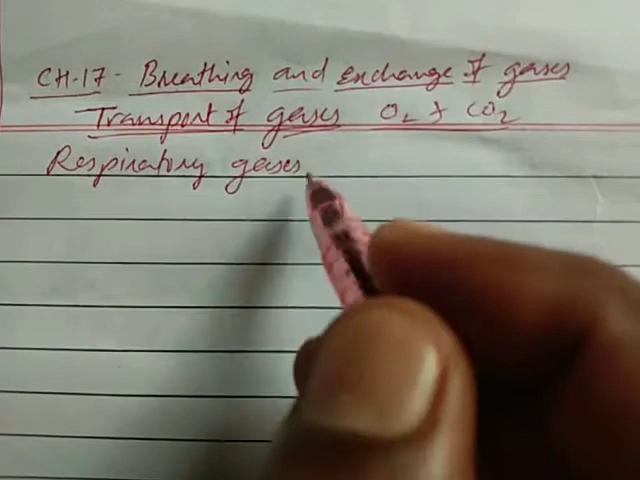 CH-17- Breathing and exchange of gases
Transport of gases O2 + CO2
Respiratory gases